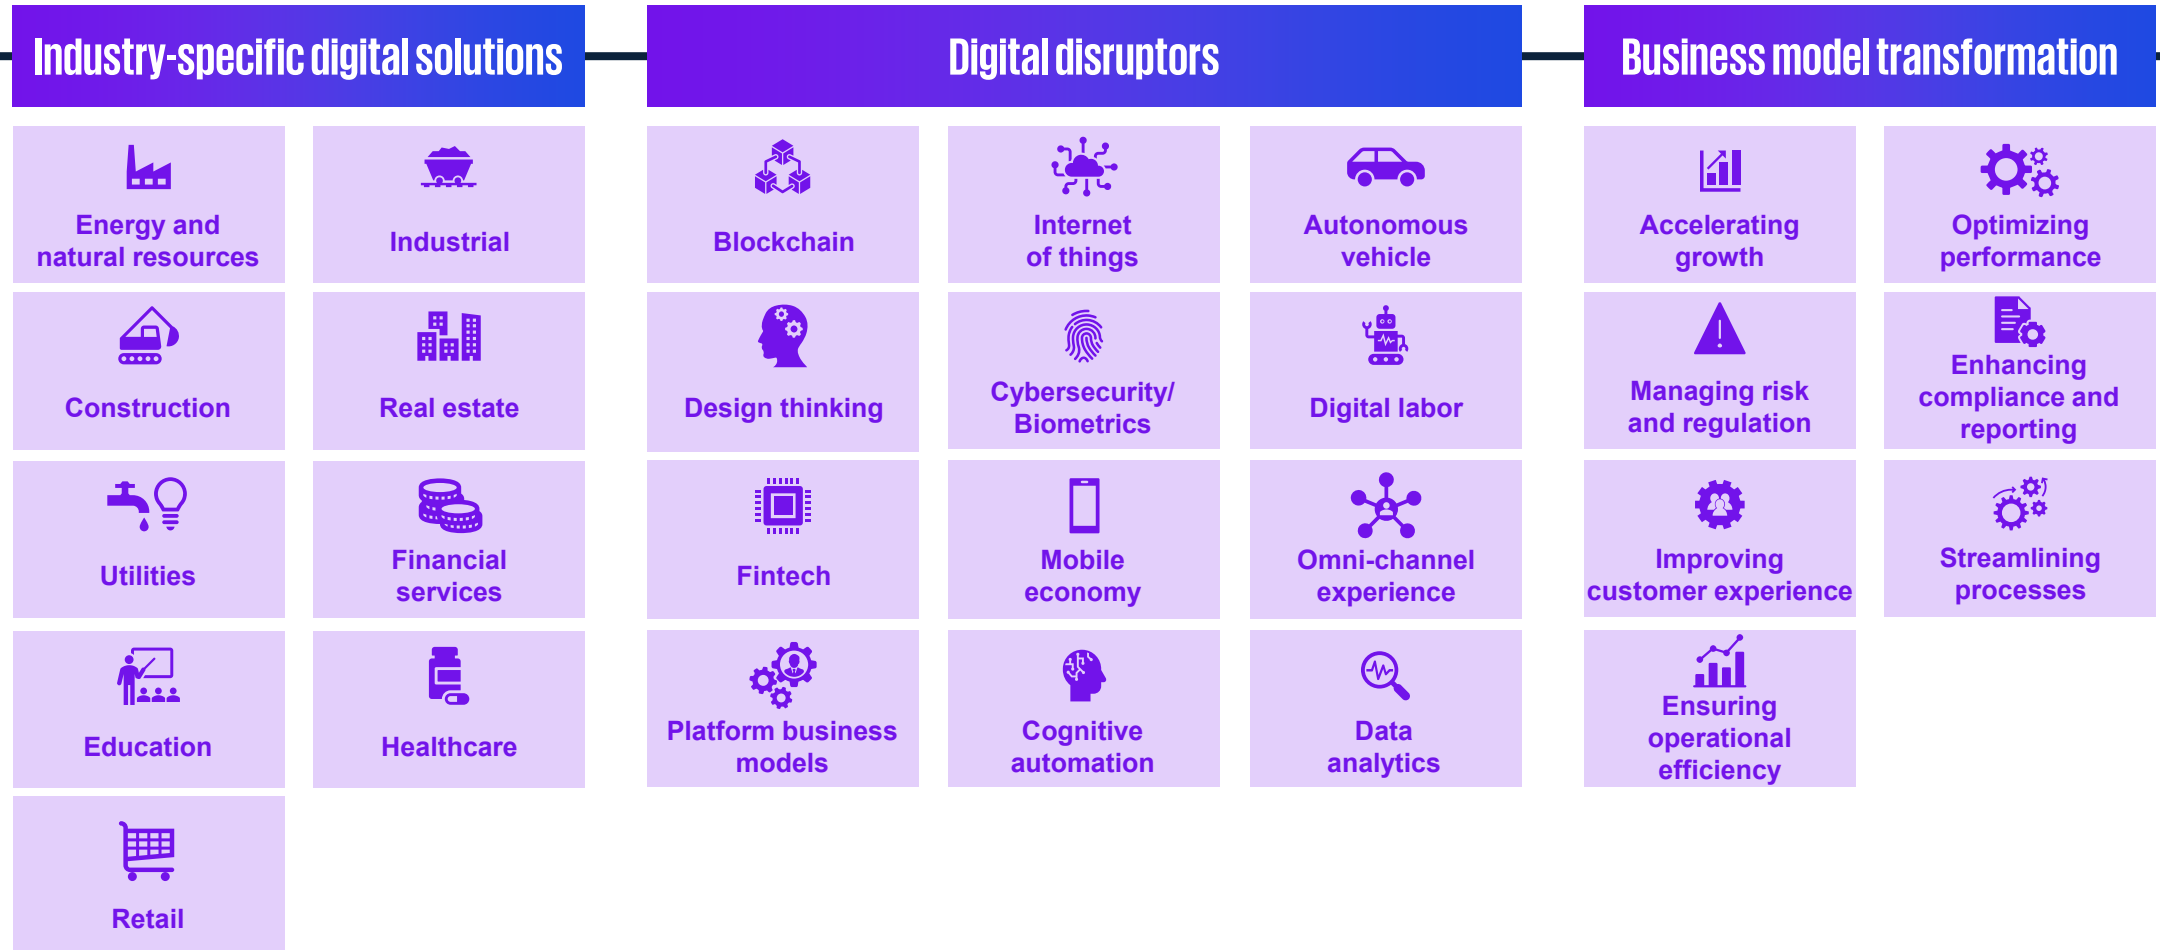 Industry-specific digital solutions
Energy and
natural resources
Industrial
Construction
Real estate
Utilities
Financial
services
Education
Healthcare
Retail
Digital disruptors
Blockchain
Internet
of things
Autonomous
vehicle
Design thinking
Cybersecurity/
Biometrics
Digital labor
Fintech
Mobile
economy
Omni-channel
experience
Platform business
models
Cognitive
automation
Data
analytics
Business model transformation
Accelerating
growth
Optimizing
performance
Managing risk
and regulation
Enhancing
compliance and
reporting
Improving
customer experience
Streamlining
processes
Ensuring
operational
efficiency